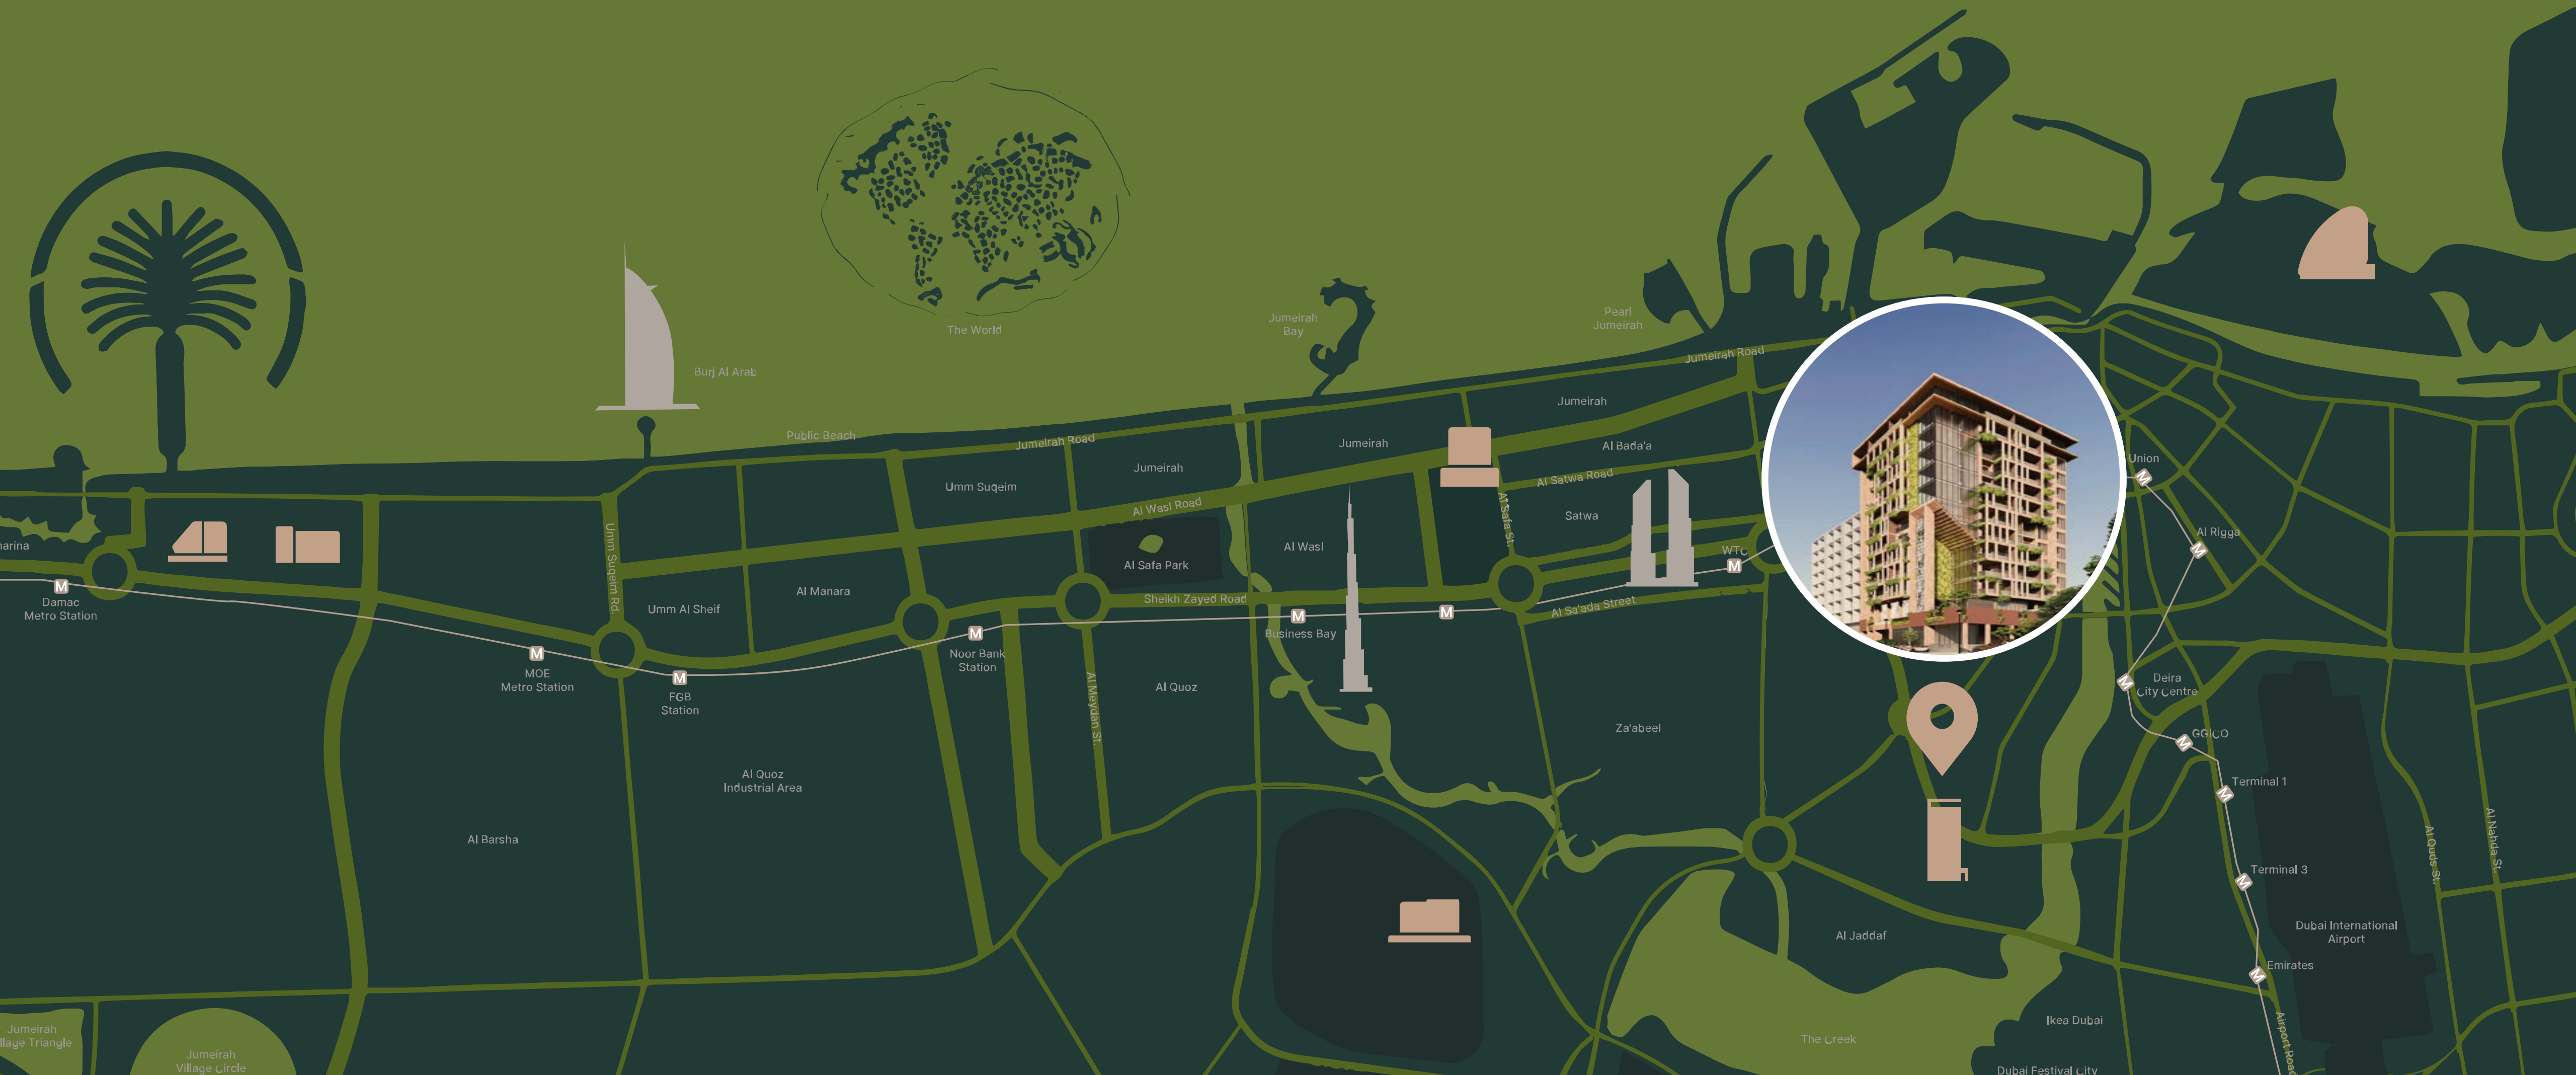 The World
Jumeirah
Bay
Pearl
Jumeirah
Jumeirah Road
Burj Al Arab
Jumeirah
Public Beach
Jumeirah Road
Jumeirah
Al Bada'a
Jumeirah
Umm Suqeim
Al Wasl Road
Al Satwa Road
Union
Umm Suqeim Rd.
Al Safa St.
Satwa
Al Rigga
arina
Al Wasl
WTC
Al Safa Park
Damac
Metro Station
Al Manara
Umm Al Sheif
Sheikh Zayed Road
Al Sa'ada Street
Business Bay
MOE
Metro Station
Noor Bank
Station
FGB
Station
Al Meydan St.
Al Quoz
Deira
City Centre
Za'abeel
GGICO
Al Quoz
Industrial Area
Terminal 1
Al Barsha
Al Quds St.
Al Nahda St.
Terminal 3
Al Jaddaf
Dubai International
Airport
Emirates
Jumeirah
llage Triangle
Jumeirah
Village Circle
The Creek
Ikea Dubai
Airport Road
Dubai Festival City
M
M
M
M
M
M
M
M
M
M
M
M
M
M